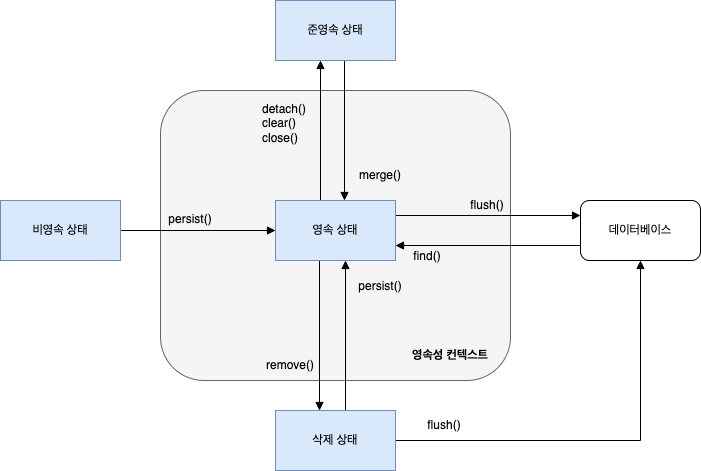 준영속 상태
detach()
clear()
close()
merge()
비영속 상태
persist()
영속 상태
flush()
데이터베이스
find()
persist()
영속성 컨텍스트
remove()
삭제 상태
flush()